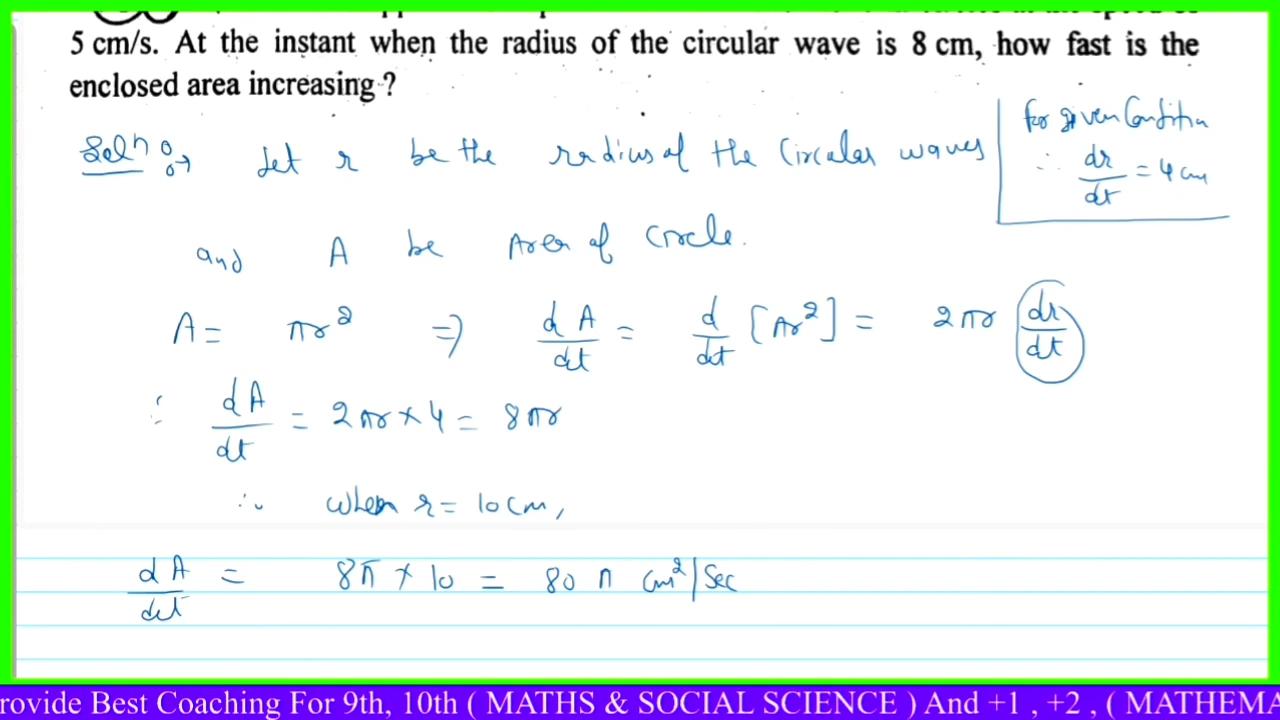 5 cm/s. At the instant when the radius of the circular wave is 8 cm, how fast is the
enclosed area increasing ?
Soln
Let r be the radius of the Circular waves
for given Condition
∴ dr/dt = 4 cm
and A be Area of Circle.
A = πr² ⇒ dA/dt = d/dt [Ar²] = 2πr dr/dt
∴ dA/dt = 2πr × 4 = 8πr
∴ when r = 10 cm,
dA/dt = 8π × 10 = 80 π cm²/Sec
rovide Best Coaching For 9th, 10th ( MATHS & SOCIAL SCIENCE ) And +1 , +2 , ( MATHEMA